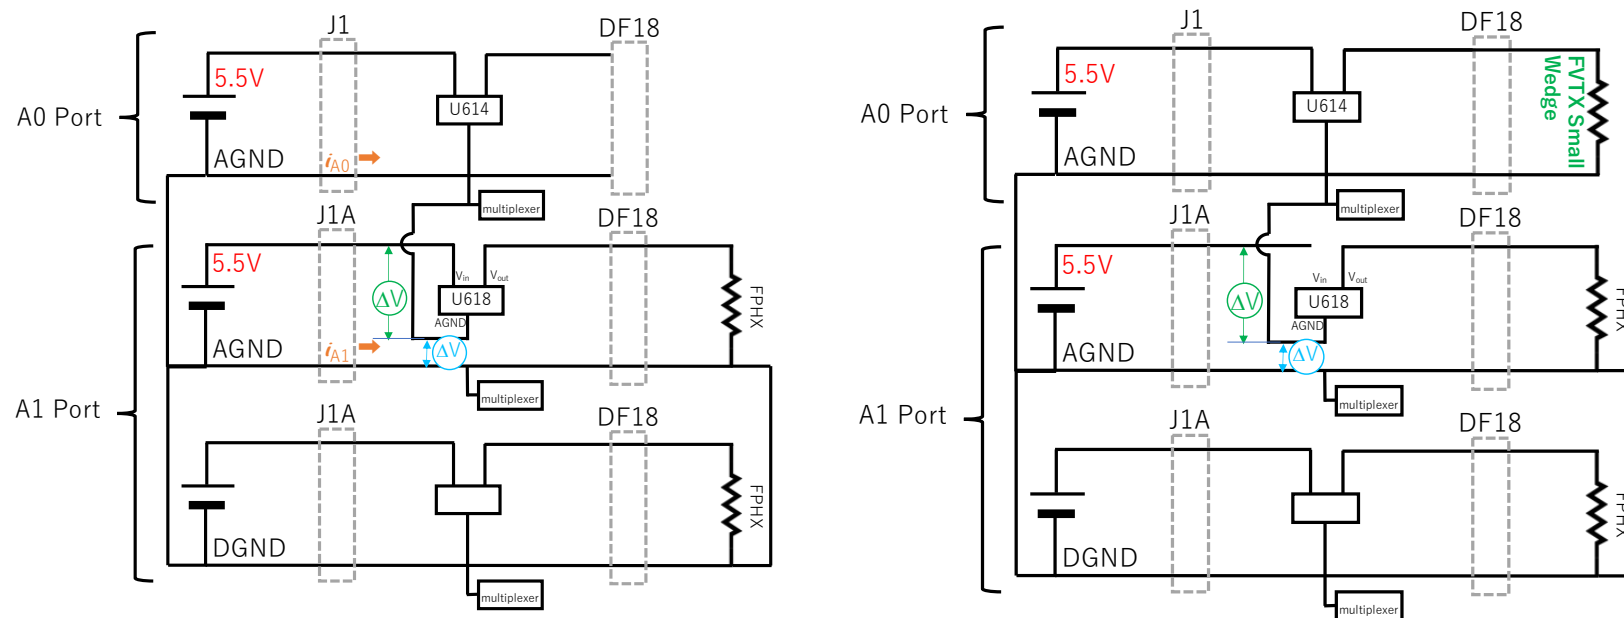 J1
DF18
5.5V
U614
A0 Port
AGND
iA0
multiplexer
J1A
DF18
5.5V
Vin
Vout
ΔV
U618
FPHX
AGND
ΔV
AGND
iA1
multiplexer
A1 Port
J1A
DF18
FPHX
DGND
multiplexer
J1
DF18
5.5V
FVTX Small
Wedge
U614
A0 Port
AGND
multiplexer
J1A
DF18
5.5V
Vin
Vout
ΔV
U618
FPHX
AGND
ΔV
AGND
multiplexer
A1 Port
J1A
DF18
FPHX
DGND
multiplexer